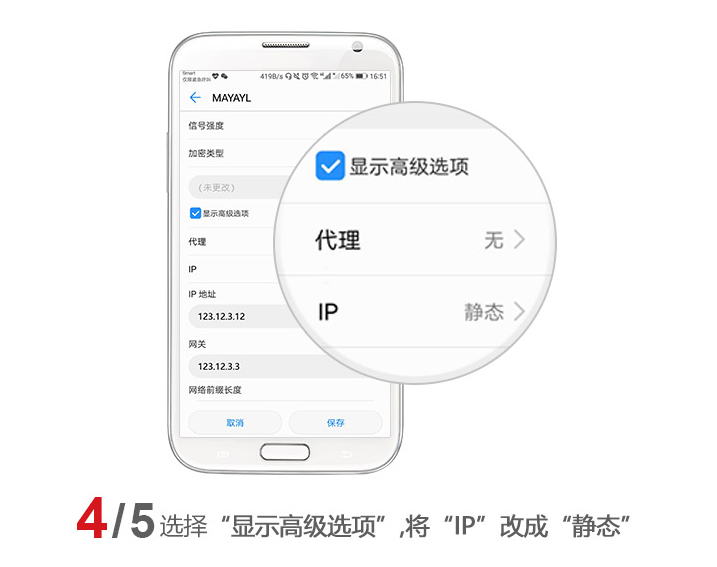 Smart
仅限紧急呼叫
419B/s 65% 16:51
MAYAYL
信号强度
加密类型
(未更改)
显示高级选项
代理
IP
IP 地址
123.12.3.12
网关
123.12.3.3
网络前缀长度
取消 保存
显示高级选项
代理 无
IP 静态
4/5 选择“显示高级选项”,将“IP”改成“静态”